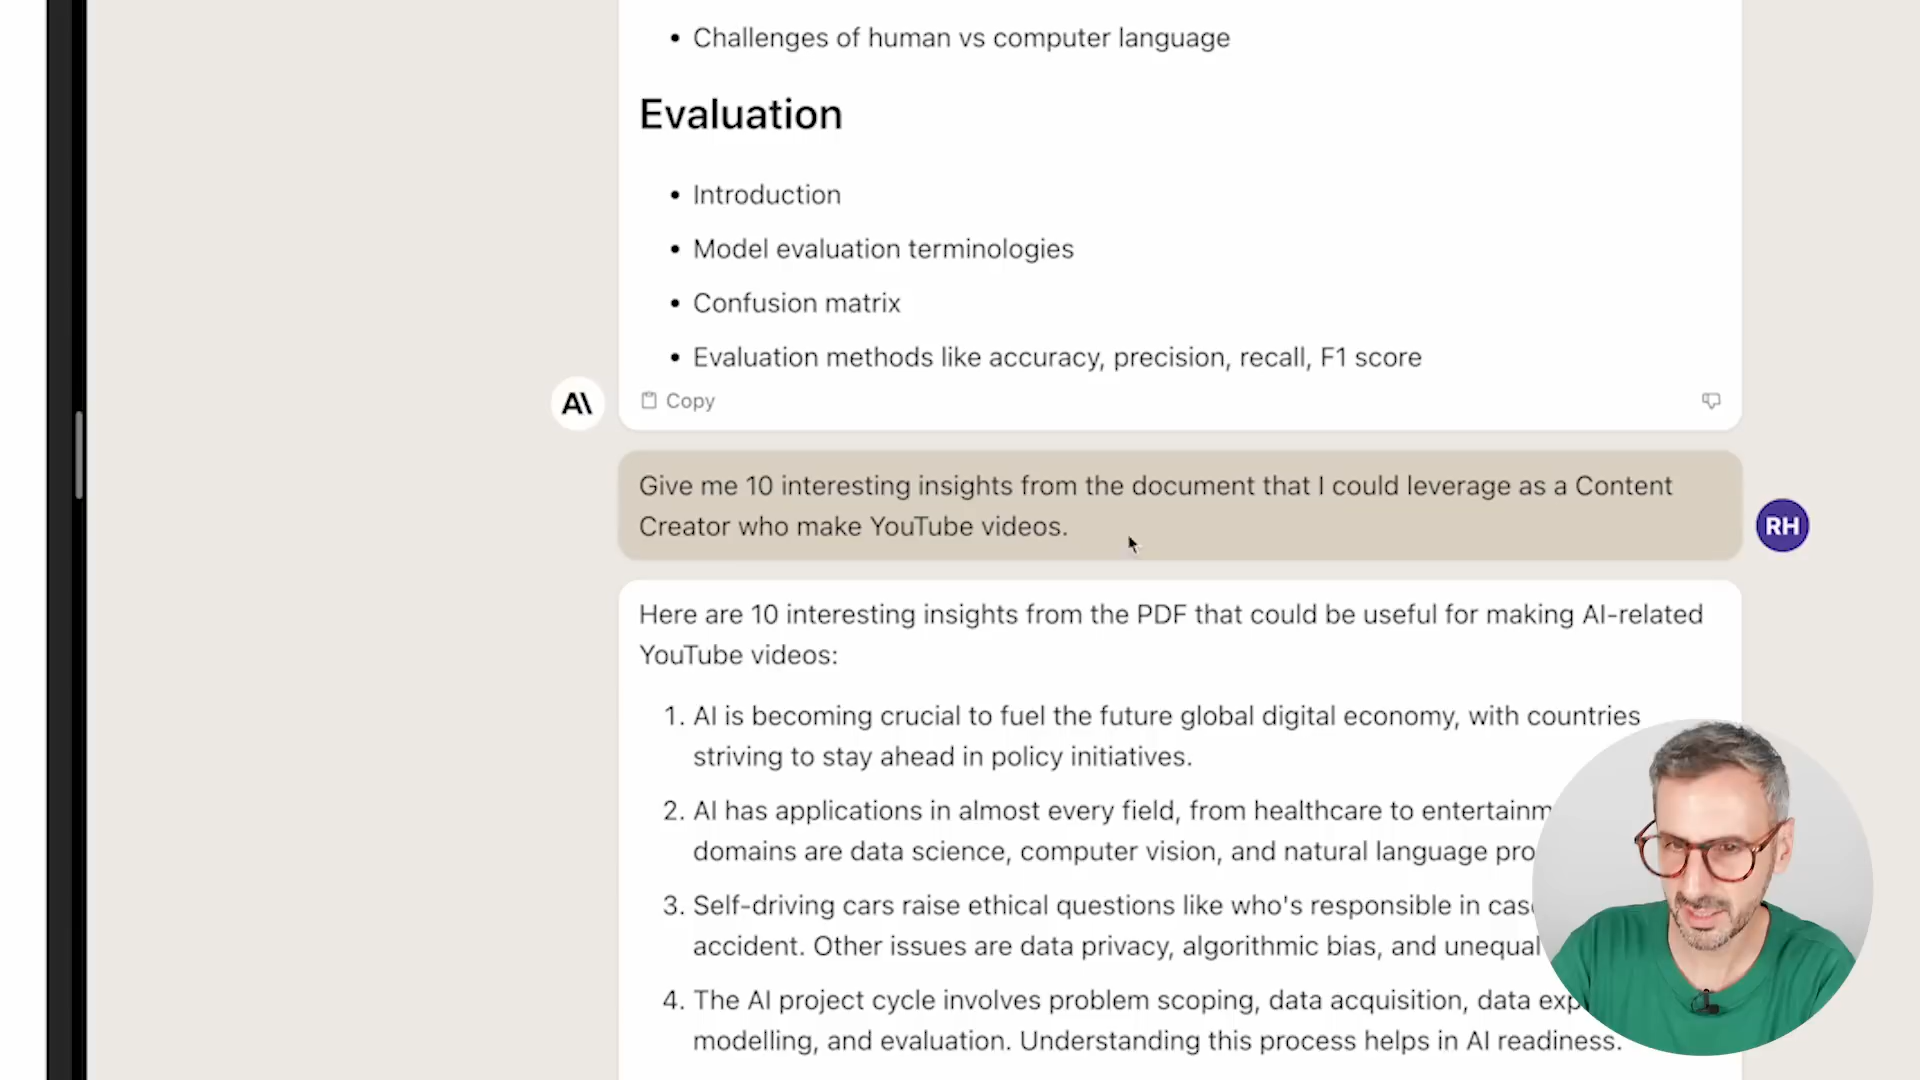 Challenges of human vs computer language
Evaluation
Introduction
Model evaluation terminologies
Confusion matrix
Evaluation methods like accuracy, precision, recall, F1 score
A\
Copy
Give me 10 interesting insights from the document that I could leverage as a Content
Creator who make YouTube videos.
RH
Here are 10 interesting insights from the PDF that could be useful for making AI-related
YouTube videos:
1. AI is becoming crucial to fuel the future global digital economy, with countries
striving to stay ahead in policy initiatives.
2. AI has applications in almost every field, from healthcare to
domains are data science, computer vision, and natural language
3. Self-driving cars raise ethical questions like who's responsible in
accident. Other issues are data privacy, algorithmic bias, and unequal
4. The AI project cycle involves problem scoping, data acquisition, data
modelling, and evaluation. Understanding this process helps in AI readiness.